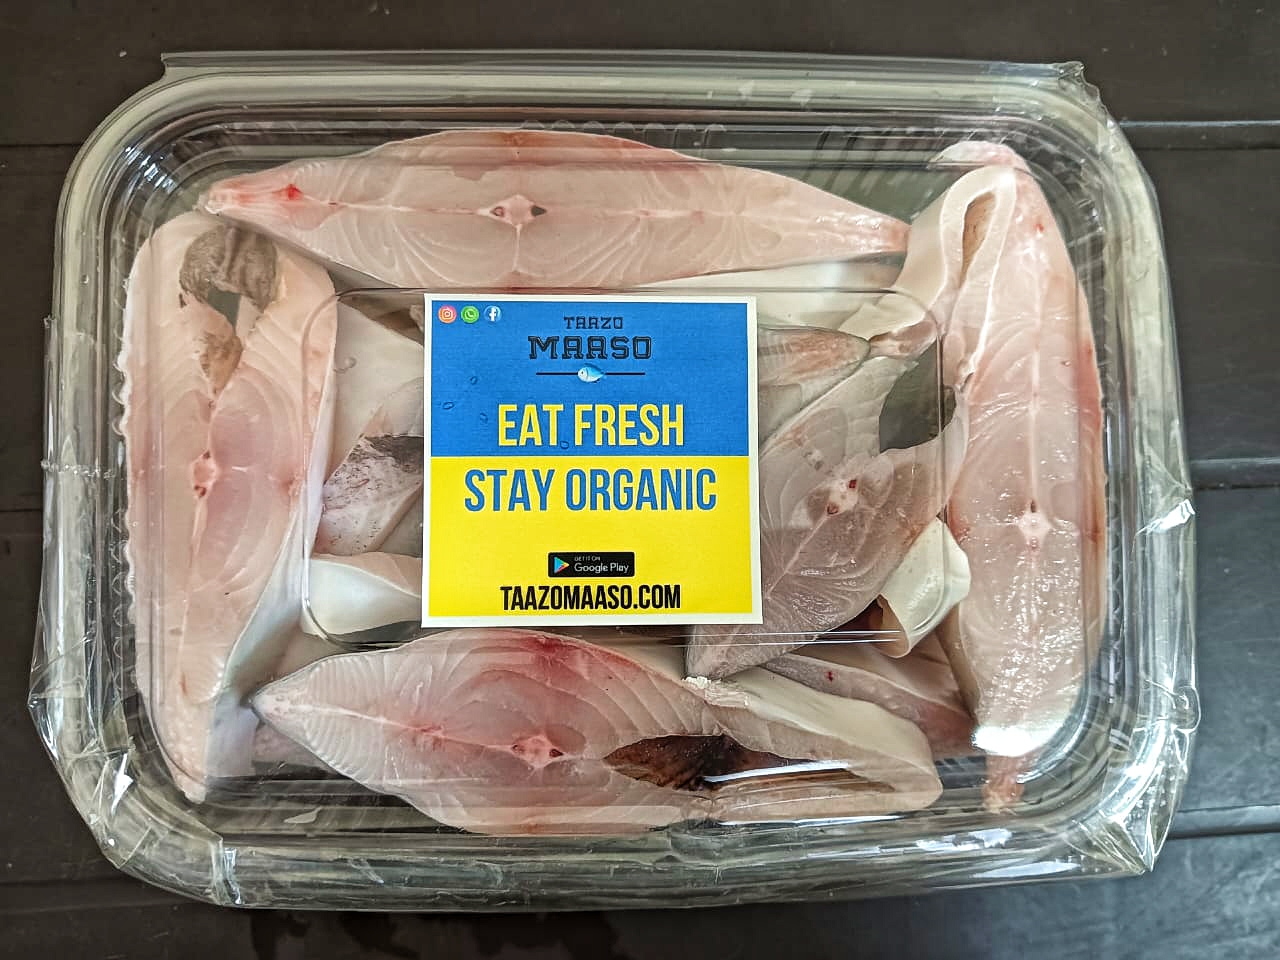 TAAZO
MAASO
EAT FRESH
STAY ORGANIC
GET IT ON
Google Play
TAAZOMAASO.COM